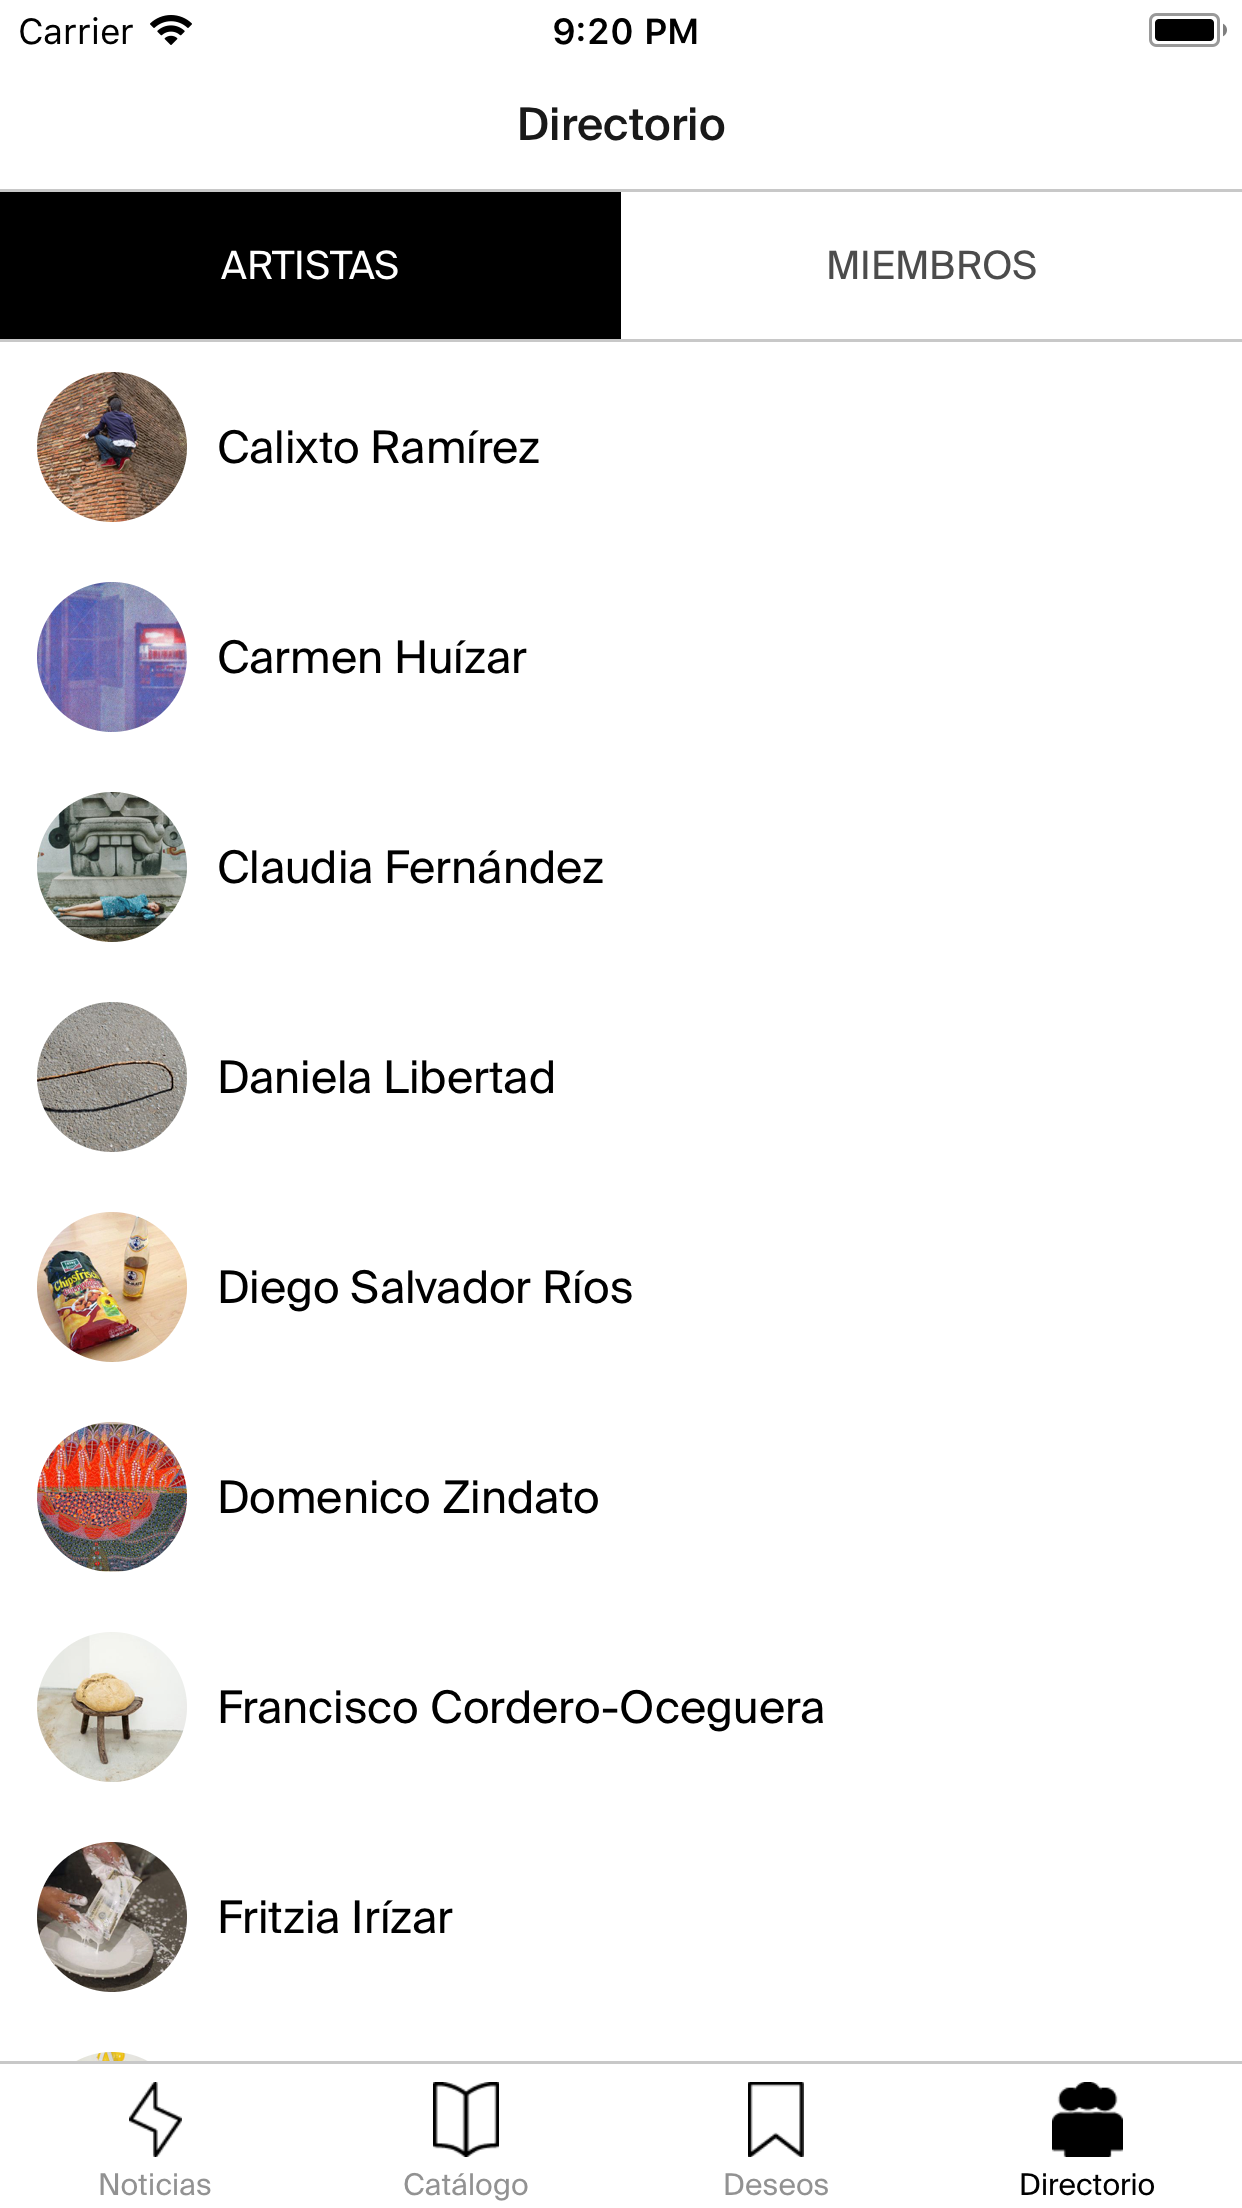 Carrier
9:20 PM
Directorio
ARTISTAS
MIEMBROS
Calixto Ramírez
Carmen Huízar
Claudia Fernández
Daniela Libertad
Diego Salvador Ríos
Domenico Zindato
Francisco Cordero-Oceguera
Fritzia Irízar
Noticias
Catálogo
Deseos
Directorio